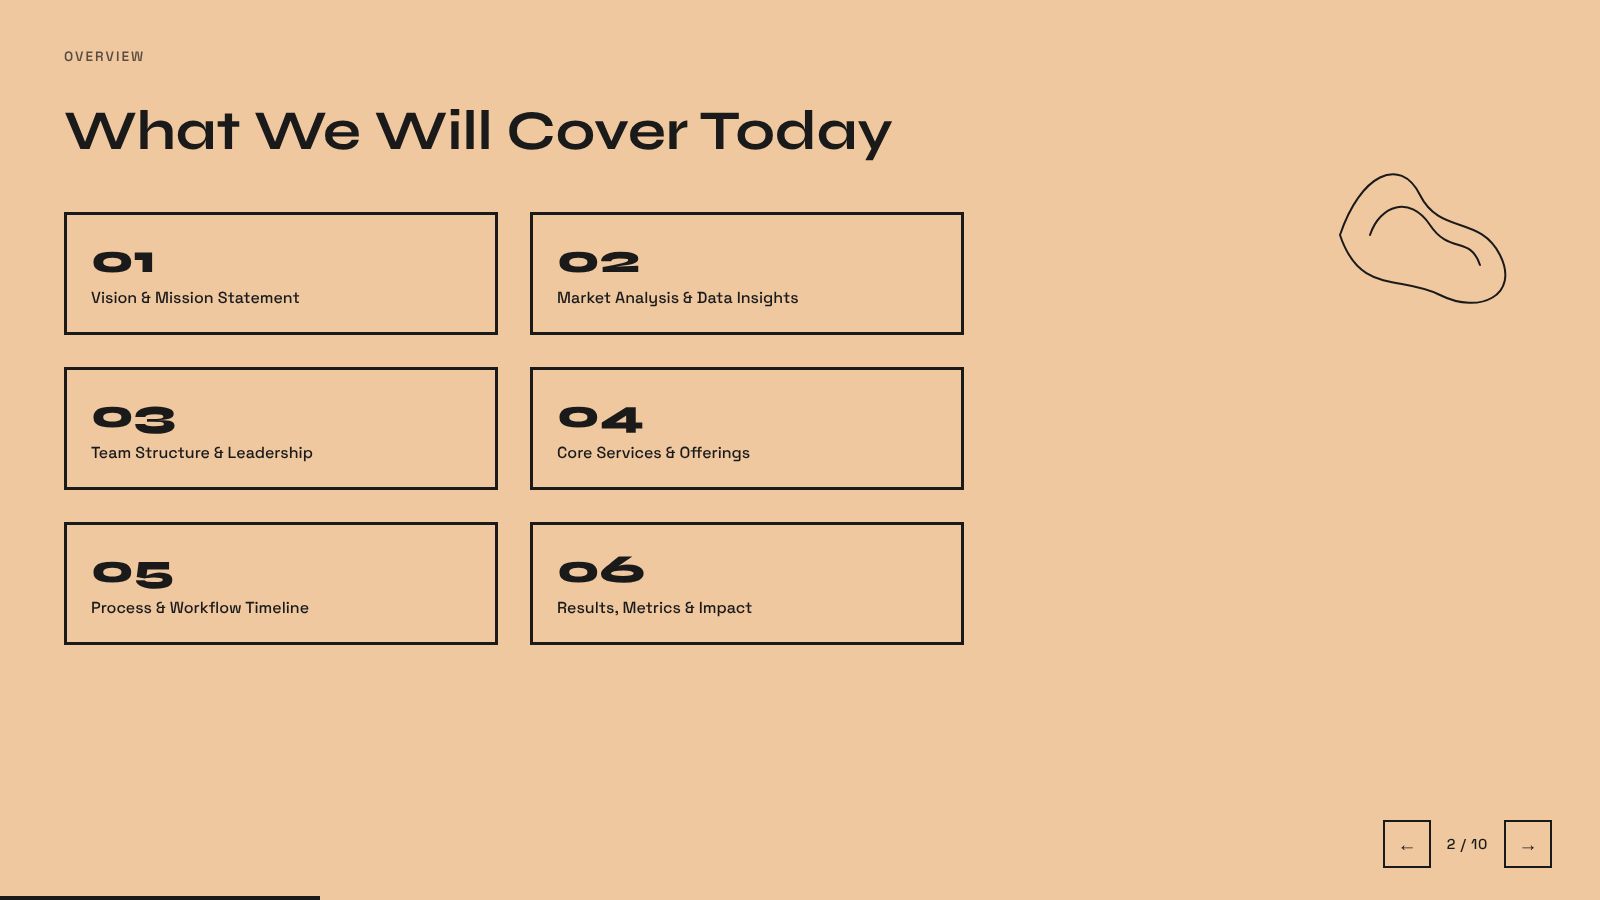 OVERVIEW
What We Will Cover Today
01
Vision & Mission Statement
02
Market Analysis & Data Insights
03
Team Structure & Leadership
04
Core Services & Offerings
05
Process & Workflow Timeline
06
Results, Metrics & Impact
← 2 / 10 →